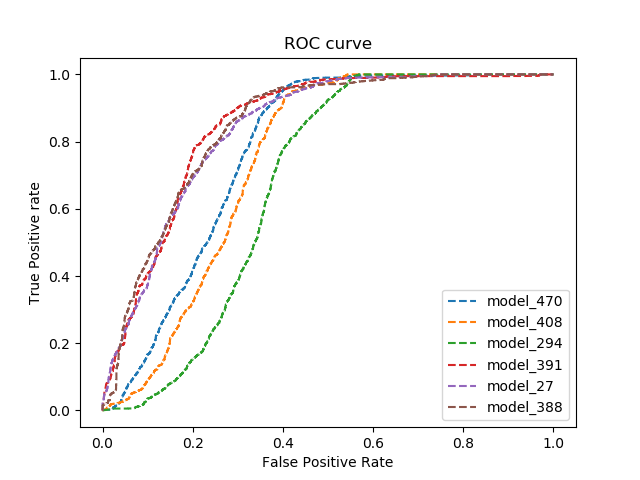 ROC curve
True Positive rate
1.0
0.8
0.6
0.4
0.2
0.0
0.0 0.2 0.4 0.6 0.8 1.0
False Positive Rate
model_470
model_408
model_294
model_391
model_27
model_388